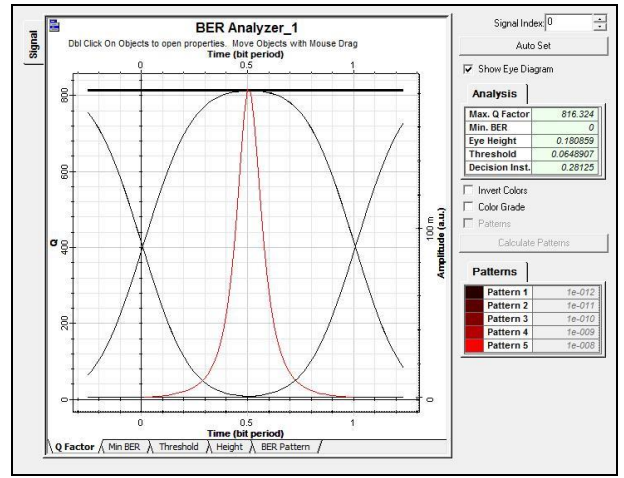 Signal
BER Analyzer_1
Dbl Click On Objects to open properties. Move Objects with Mouse Drag
Time (bit period)
0 0.5 1
800
600
400
200
0
Q
100 m
0
Amplitude (a.u.)
0 0.5 1
Time (bit period)
Q Factor Min BER Threshold Height BER Pattern
Signal Index: 0
Auto Set
Show Eye Diagram
Analysis
Max. Q Factor 816.324
Min. BER 0
Eye Height 0.180859
Threshold 0.0648907
Decision Inst. 0.28125
Invert Colors
Color Grade
Patterns
Calculate Patterns
Patterns
Pattern 1 1e-012
Pattern 2 1e-011
Pattern 3 1e-010
Pattern 4 1e-009
Pattern 5 1e-008